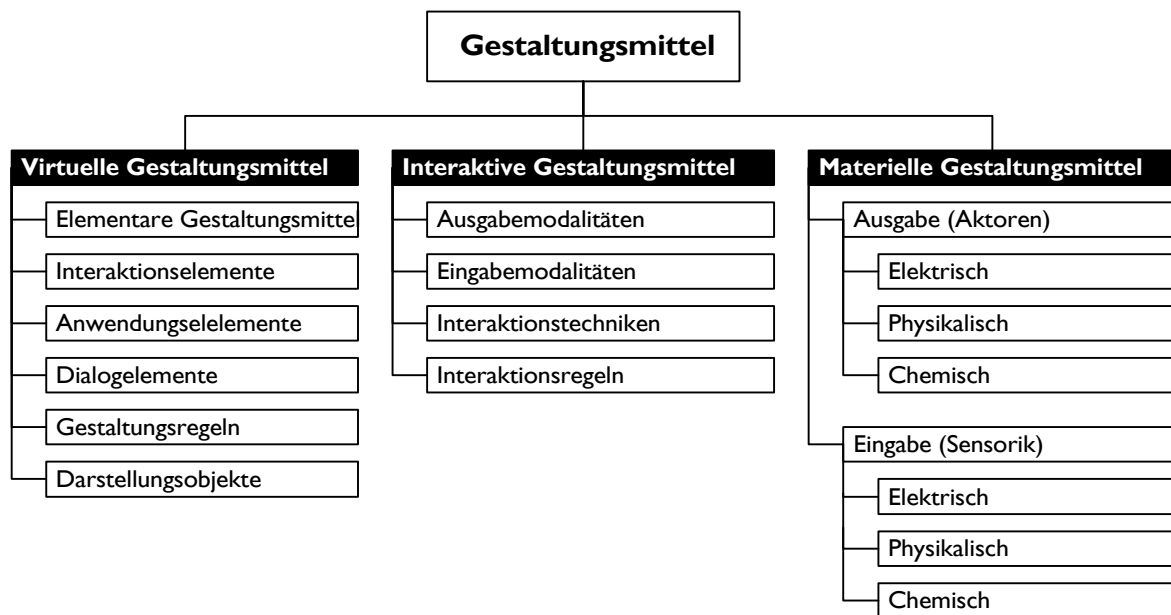 Gestaltungsmittel
Virtuelle Gestaltungsmittel
Elementare Gestaltungsmittel
Interaktionselemente
Anwendungselelemente
Dialogelemente
Gestaltungsregeln
Darstellungsobjekte
Interaktive Gestaltungsmittel
Ausgabemodalitäten
Eingabemodalitäten
Interaktionstechniken
Interaktionsregeln
Materielle Gestaltungsmittel
Ausgabe (Aktoren)
Elektrisch
Physikalisch
Chemisch
Eingabe (Sensorik)
Elektrisch
Physikalisch
Chemisch